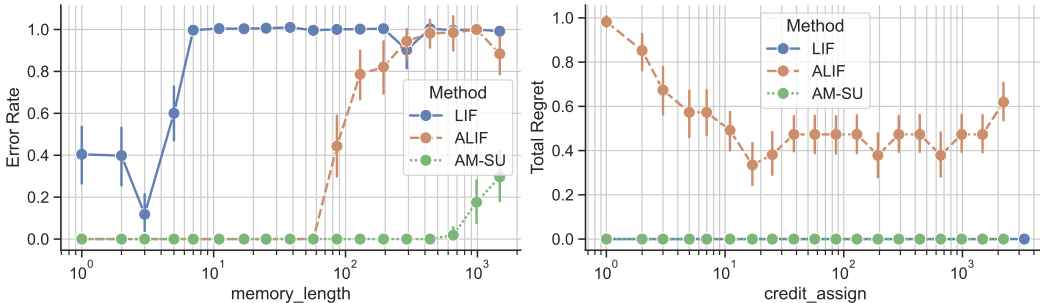 Error Rate
1.0
0.8
0.6
0.4
0.2
0.0
Method
LIF
ALIF
AM-SU
10^0
10^1
10^2
10^3
memory_length
Total Regret
1.0
0.8
0.6
0.4
0.2
0.0
Method
LIF
ALIF
AM-SU
10^0
10^1
10^2
10^3
credit_assign